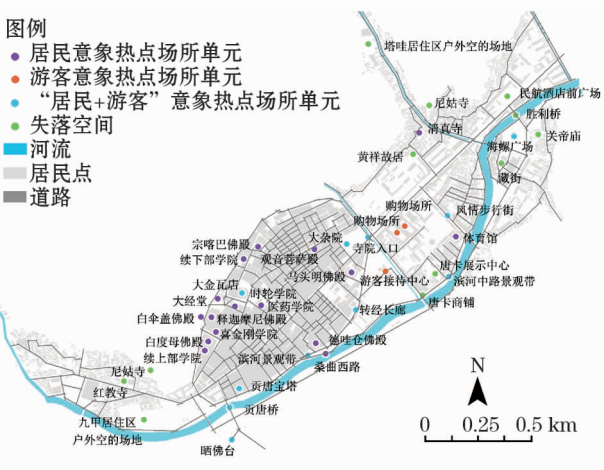 图例
居民意象热点场所单元
游客意象热点场所单元
“居民+游客”意象热点场所单元
失落空间
河流
居民点
道路
塔哇居住区户外空的场地
民航酒店前广场
尼姑寺
胜利桥
清真寺
关帝庙
海螺广场
黄祥故居
藏街
购物场所
风情步行街
购物场所
大杂院
体育馆
宗喀巴佛殿
寺院入口
续下部学院
观音菩萨殿
唐卡展示中心
马头明佛殿
游客接待中心
滨河中路景观带
大金瓦店
时轮学院
唐卡商铺
大经堂
医药学院
转经长廊
白伞盖佛殿
释迦摩尼佛殿
喜金刚学院
白度母佛殿
德哇仓佛殿
续上部学院
滨河景观带
桑曲西路
尼姑寺
红教寺
贡唐宝塔
贡唐桥
九甲居住区
户外空的场地
晒佛台
N
0 0.25 0.5 km